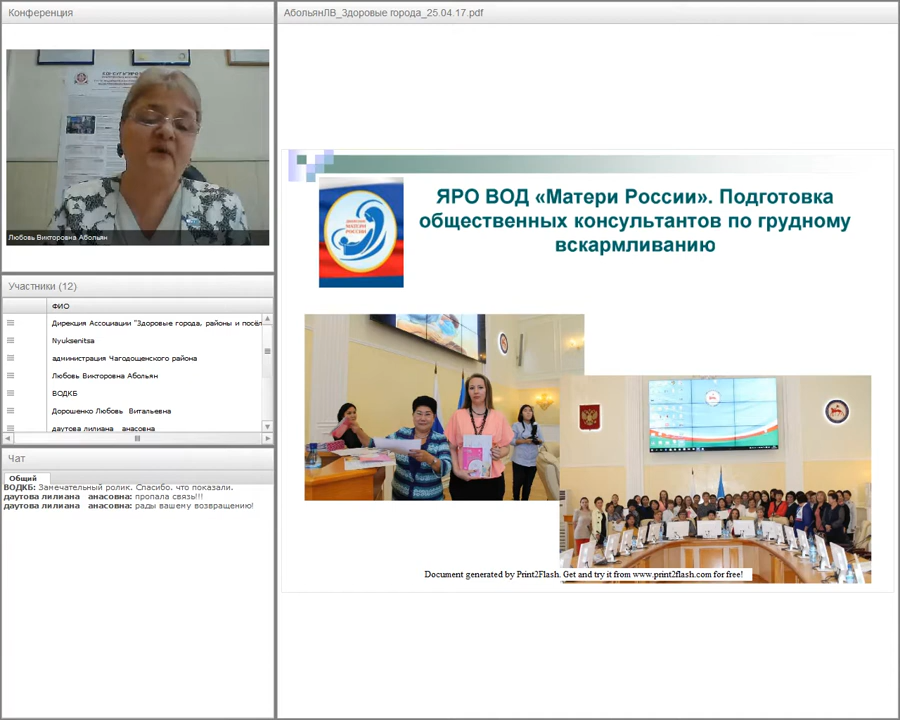 Конференция
Любовь Викторовна Абольян
Участники (12)
ФИО
Дирекция Ассоциации "Здоровые города, районы и посёл
Nyuksenitsa
администрация Чагодощенского района
Любовь Викторовна Абольян
ВОДКБ
Дорошенко Любовь Витальевна
даутова лилиана анасовна
Чат
Общий
ВОДКБ: Замечательный ролик. Спасибо, что показали.
даутова лилиана анасовна: пропала связь!!!
даутова лилиана анасовна: рады вашему возвращению!
АбольянЛВ_Здоровые города_25.04.17.pdf
ЯРО ВОД «Матери России». Подготовка
общественных консультантов по грудному
вскармливанию
МАТЕРИ
РОССИИ
Document generated by Print2Flash. Get and try it from www.print2flash.com for free!